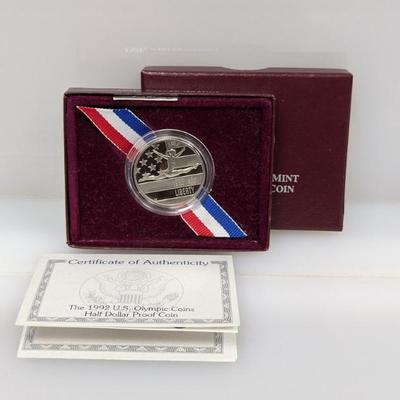 MINT
COIN
LIBERTY
Certificate of Authenticity
The 1992 U.S. Olympic Coins
Half Dollar Proof Coin